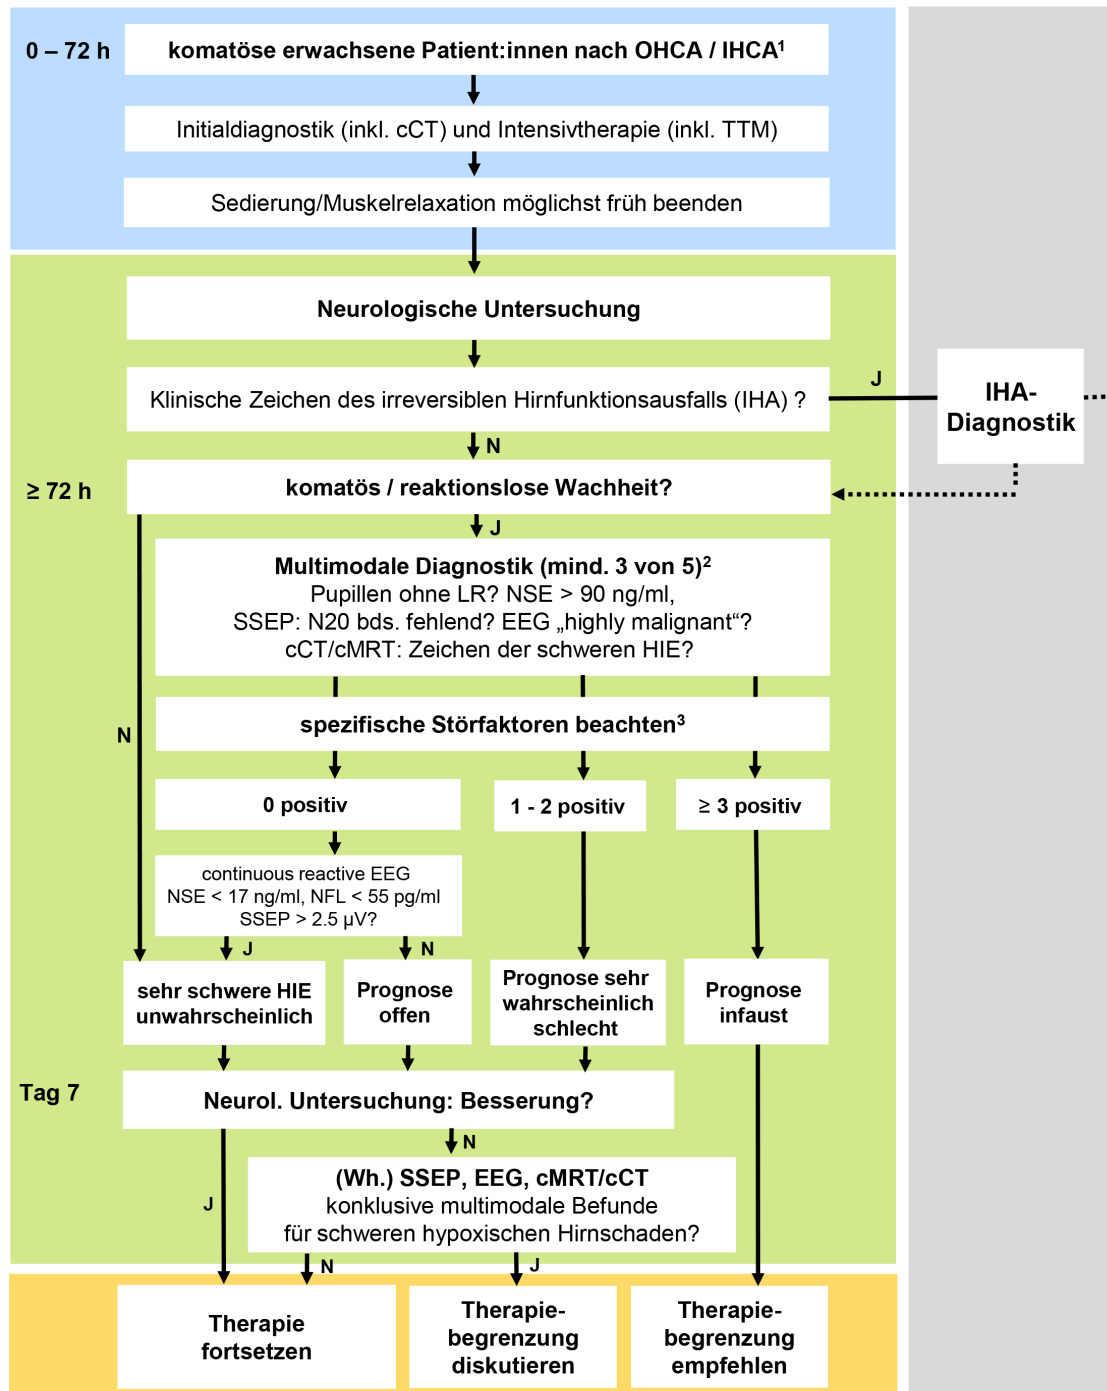 0 – 72 h
komatöse erwachsene Patient:innen nach OHCA / IHCA¹
Initialdiagnostik (inkl. cCT) und Intensivtherapie (inkl. TTM)
Sedierung/Muskelrelaxation möglichst früh beenden
Neurologische Untersuchung
Klinische Zeichen des irreversiblen Hirnfunktionsausfalls (IHA) ?
J
IHA-
Diagnostik
N
≥ 72 h
komatös / reaktionslose Wachheit?
J
Multimodale Diagnostik (mind. 3 von 5)²
Pupillen ohne LR? NSE > 90 ng/ml,
SSEP: N20 bds. fehlend? EEG „highly malignant“?
cCT/cMRT: Zeichen der schweren HIE?
N
spezifische Störfaktoren beachten³
0 positiv
1 - 2 positiv
≥ 3 positiv
continuous reactive EEG
NSE < 17 ng/ml, NFL < 55 pg/ml
SSEP > 2.5 µV?
J
N
sehr schwere HIE
unwahrscheinlich
Prognose
offen
Prognose sehr
wahrscheinlich
schlecht
Prognose
infaust
Tag 7
Neurol. Untersuchung: Besserung?
N
J
(Wh.) SSEP, EEG, cMRT/cCT
konklusive multimodale Befunde
für schweren hypoxischen Hirnschaden?
N
J
Therapie
fortsetzen
Therapie-
begrenzung
diskutieren
Therapie-
begrenzung
empfehlen